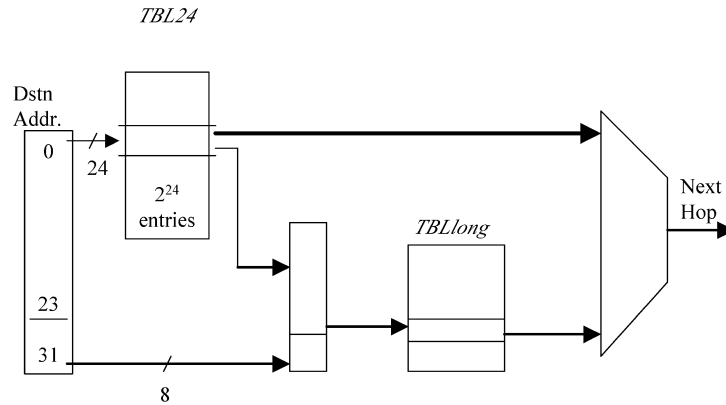 TBL24
Dstn
Addr.
0
24
2^24
entries
Next
Hop
TBLlong
23
31
8